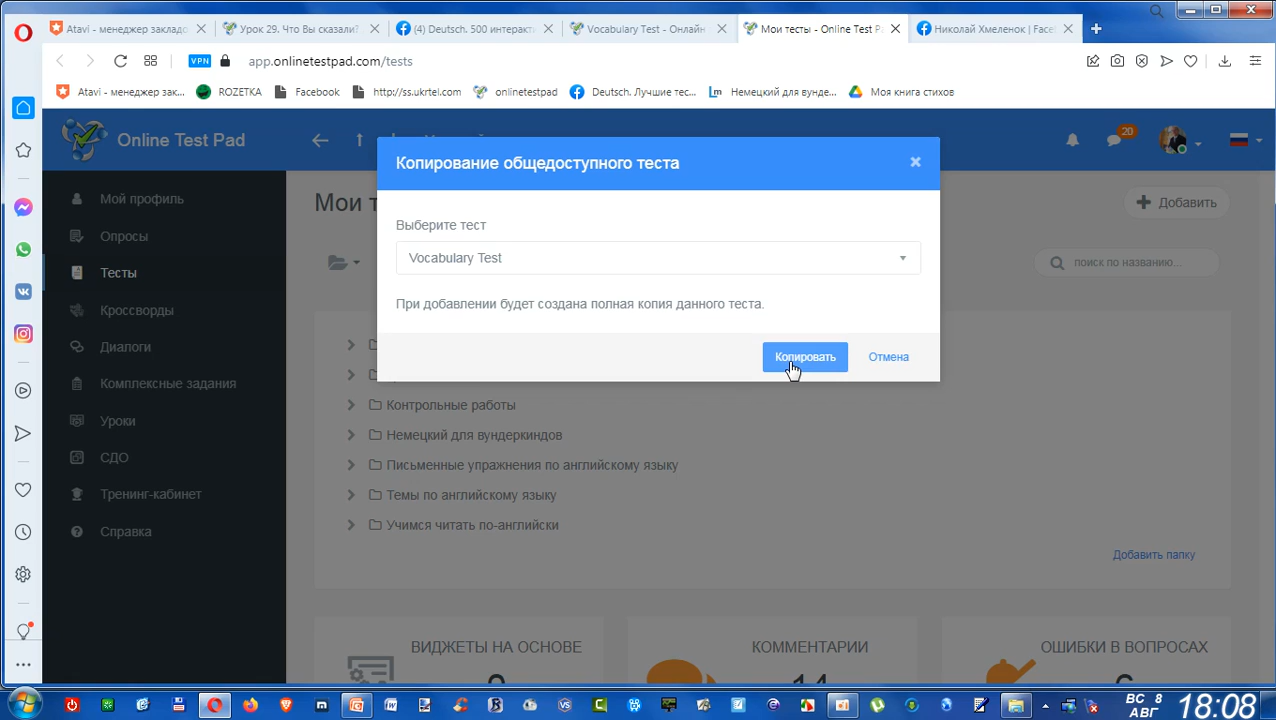 Atavi - менеджер закладо
Урок 29. Что Вы сказали?
(4) Deutsch. 500 интеракт
Vocabulary Test - Онлайн
Мои тесты - Online Test P
Николай Хмеленок | Fac
VPN
app.onlinetestpad.com/tests
Atavi - менеджер зак...
ROZETKA
Facebook
http://ss.ukrtel.com
onlinetestpad
Deutsch. Лучшие тес...
Lm Немецкий для вунде...
Моя книга стихов
Online Test Pad
20
Копирование общедоступного теста
Мой профиль
Опросы
Тесты
Кроссворды
Диалоги
Комплексные задания
Уроки
СДО
Тренинг-кабинет
Справка
Мои т
Добавить
Выберите тест
Vocabulary Test
поиск по названию...
При добавлении будет создана полная копия данного теста.
Копировать
Отмена
Контрольные работы
Немецкий для вундеркиндов
Письменные упражнения по английскому языку
Темы по английскому языку
Учимся читать по-английски
Добавить папку
ВИДЖЕТЫ НА ОСНОВЕ
КОММЕНТАРИИ
14
ОШИБКИ В ВОПРОСАХ
ВС 8
АВГ
18:08